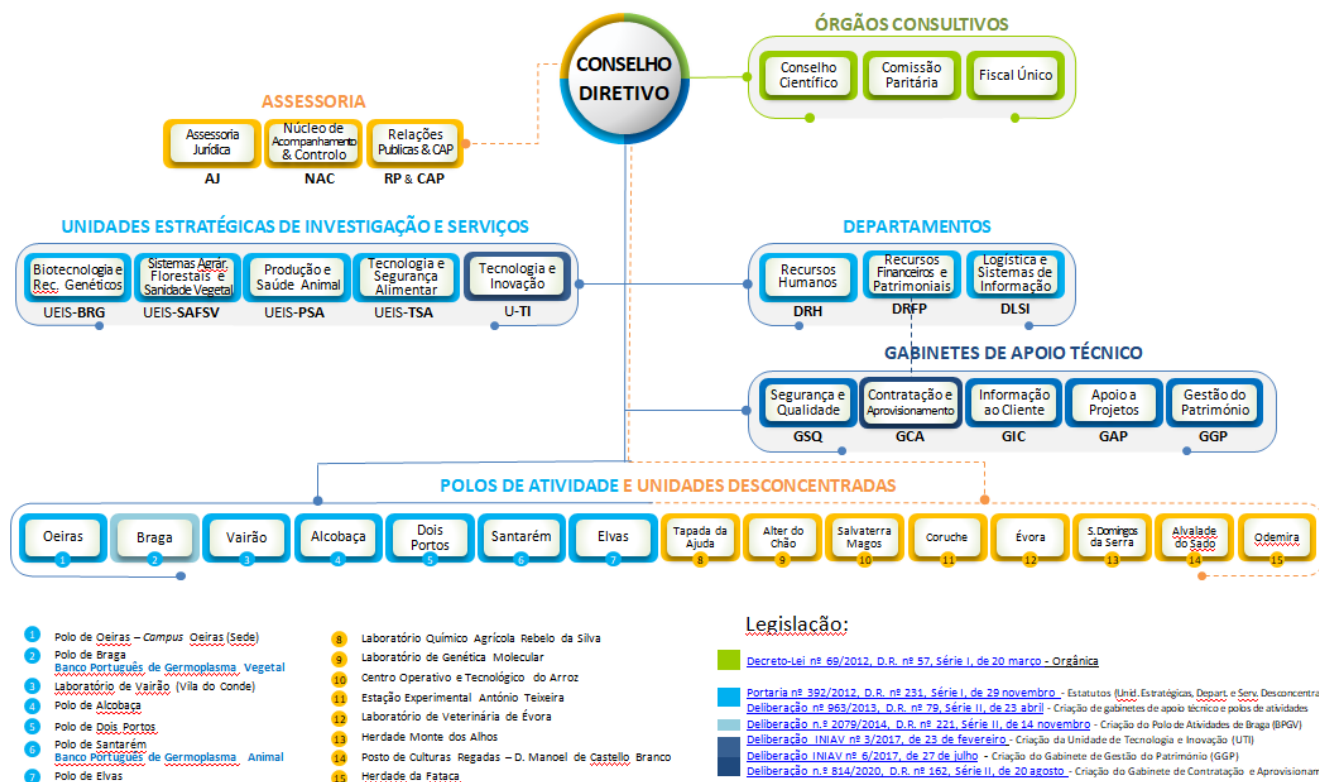 ÓRGÃOS CONSULTIVOS
CONSELHO
DIRETIVO
Conselho
Científico
Comissão
Paritária
Fiscal Único
ASSESSORIA
Assessoria
Jurídica
Núcleo de
Acompanhamento
& Controlo
Relações
Publicas & CAP
AJ
NAC
RP & CAP
UNIDADES ESTRATÉGICAS DE INVESTIGAÇÃO E SERVIÇOS
Biotecnologia e
Rec. Genéticos
Sistemas Agrár.
Florestais e
Sanidade Vegetal
Produção e
Saúde Animal
Tecnologia e
Segurança
Alimentar
Tecnologia e
Inovação
UEIS-BRG
UEIS-SAFSV
UEIS-PSA
UEIS-TSA
U-TI
DEPARTAMENTOS
Recursos
Humanos
Recursos
Financeiros e
Patrimoniais
Logística e
Sistemas de
Informação
DRH
DRFP
DLSI
GABINETES DE APOIO TÉCNICO
Segurança e
Qualidade
Contratação e
Aprovisionamento
Informação
ao Cliente
Apoio a
Projetos
Gestão do
Património
GSQ
GCA
GIC
GAP
GGP
POLOS DE ATIVIDADE E UNIDADES DESCONCENTRADAS
Oeiras
1
Braga
2
Vairão
3
Alcobaça
4
Dois
Portos
5
Santarém
6
Elvas
7
Tapada da
Ajuda
8
Alter do
Chão
9
Salvaterra
Magos
10
Coruche
11
Évora
12
S.Domingos
da Serra
13
Alvalade
do Sado
14
Odemira
15
1 Polo de Oeiras – Campus Oeiras (Sede)
2 Polo de Braga
Banco Português de Germoplasma Vegetal
3 Laboratório de Vairão (Vila do Conde)
4 Polo de Alcobaça
5 Polo de Dois Portos
6 Polo de Santarém
Banco Português de Germoplasma Animal
7 Polo de Elvas
8 Laboratório Químico Agrícola Rebelo da Silva
9 Laboratório de Genética Molecular
10 Centro Operativo e Tecnológico do Arroz
11 Estação Experimental António Teixeira
12 Laboratório de Veterinária de Évora
13 Herdade Monte dos Alhos
14 Posto de Culturas Regadas – D. Manoel de Castello Branco
15 Herdade da Fataca
Legislação:
Decreto-Lei nº 69/2012, D.R. nº 57, Série I, de 20 março - Orgânica
Portaria nº 392/2012, D.R. nº 231, Série I, de 29 novembro - Estatutos (Unid. Estratégicas, Depart. e Serv. Desconcentra
Deliberação nº 963/2013, D.R. nº 79, Série II, de 23 abril - Criação de gabinetes de apoio técnico e polos de atividades
Deliberação n.º 2079/2014, D.R. nº 221, Série II, de 14 novembro - Criação do Polo de Atividades de Braga (BPGV)
Deliberação INIAV nº 3/2017, de 23 de fevereiro - Criação da Unidade de Tecnologia e Inovação (UTI)
Deliberação INIAV nº 6/2017, de 27 de julho - Criação do Gabinete de Gestão do Património (GGP)
Deliberação n.º 814/2020, D.R. nº 162, Série II, de 20 agosto - Criação do Gabinete de Contratação e Aprovisionam